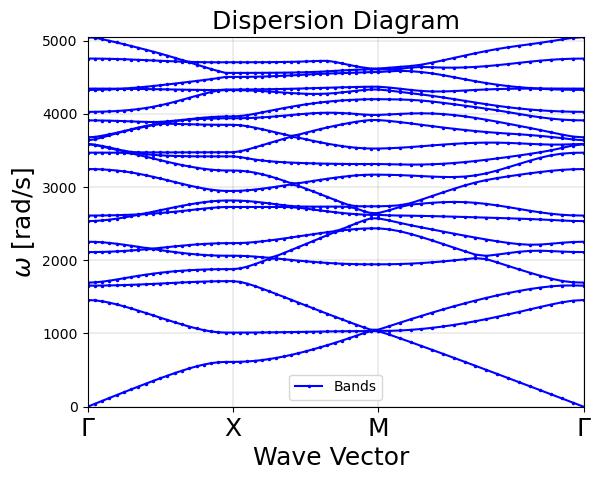 Dispersion Diagram
5000
4000
3000
2000
1000
0
ω [rad/s]
Bands
Γ X M Γ
Wave Vector